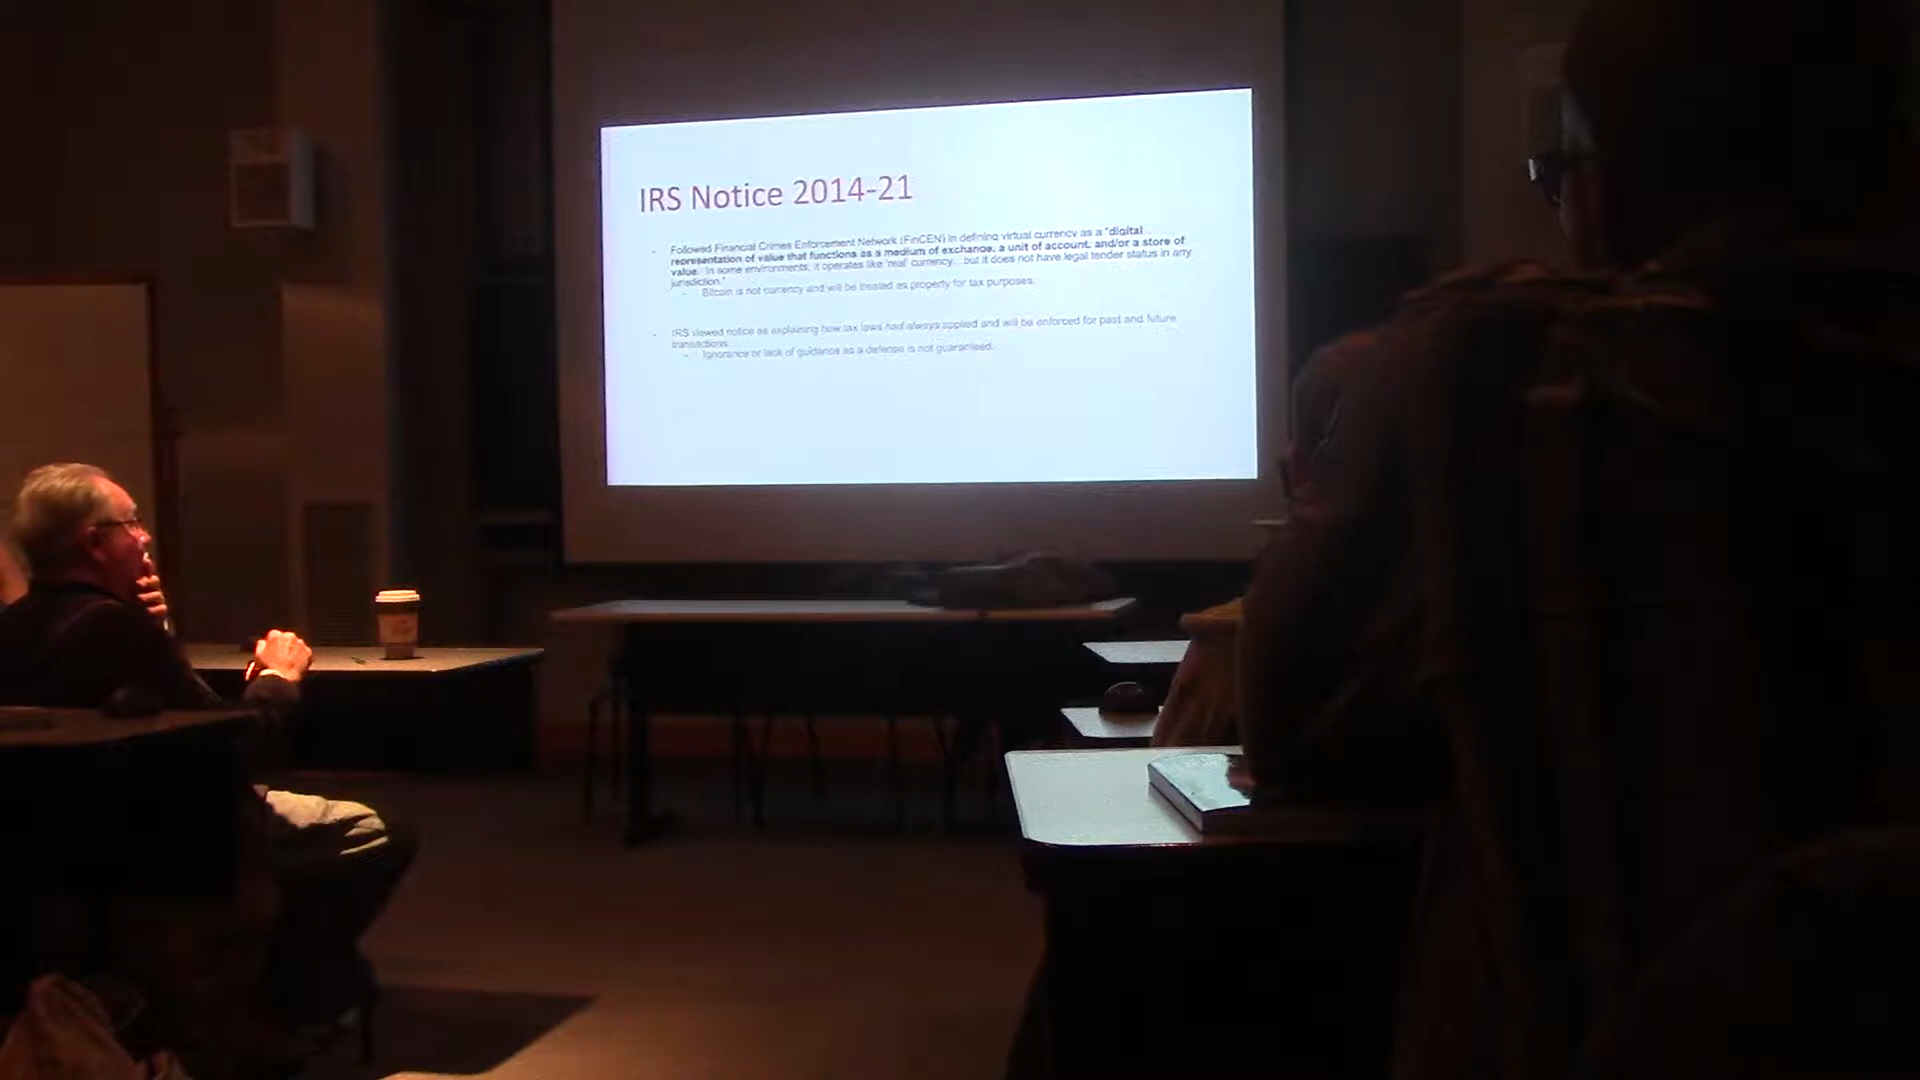 IRS Notice 2014-21
- Followed Financial Crimes Enforcement Network (FinCEN) in defining virtual currency as a "digital
representation of value that functions as a medium of exchange, a unit of account, and/or a store of
value. In some environments, it operates like 'real' currency...but it does not have legal tender status in any
jurisdiction."
- Bitcoin is not currency and will be treated as property for tax purposes.
- IRS viewed notice as explaining how tax laws had always applied and will be enforced for past and future
transactions.
- Ignorance or lack of guidance as a defense is not guaranteed.